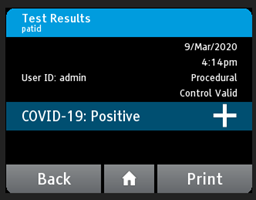 Test Results
patid
9/Mar/2020
4:14pm
User ID: admin
Procedural
Control Valid
COVID-19: Positive
Back
Print